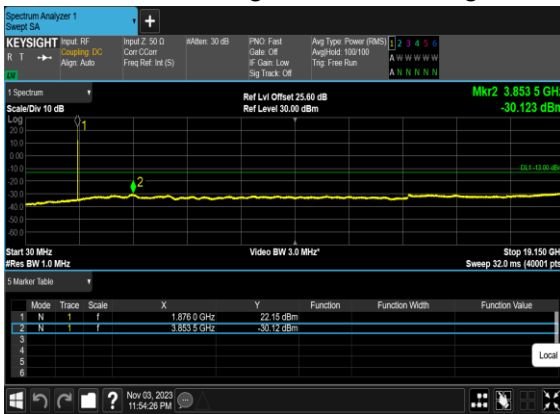 Spectrum Analyzer 1
Swept SA
KEYSIGHT Input: RF Input Z: 50 Ω #Atten: 30 dB PNO: Fast Avg Type: Power (RMS) 1 2 3 4 5 6
R T Coupling: DC Corr CCorr Gate: Off Avg|Hold: 100/100 A W W W W W
Align: Auto Freq Ref: Int (S) IF Gain: Low Trig: Free Run
LV Sig Track: Off A N N N N N
1 Spectrum Ref Lvl Offset 25.60 dB Mkr2 3.853 5 GHz
Scale/Div 10 dB Ref Level 30.00 dBm -30.123 dBm
Log
20.0
10.0
0.00
-10.0
-20.0
-30.0
-40.0
-50.0
-60.0
1
2
DL1 -13.00 dBm
Start 30 MHz Video BW 3.0 MHz* Stop 19.150 GHz
#Res BW 1.0 MHz Sweep 32.0 ms (40001 pts)
5 Marker Table
Mode Trace Scale X Y Function Function Width Function Value
1 N 1 f 1.876 0 GHz 22.15 dBm
2 N 1 f 3.853 5 GHz -30.12 dBm
3
4
5
6
Local
? Nov 03, 2023
11:54:26 PM